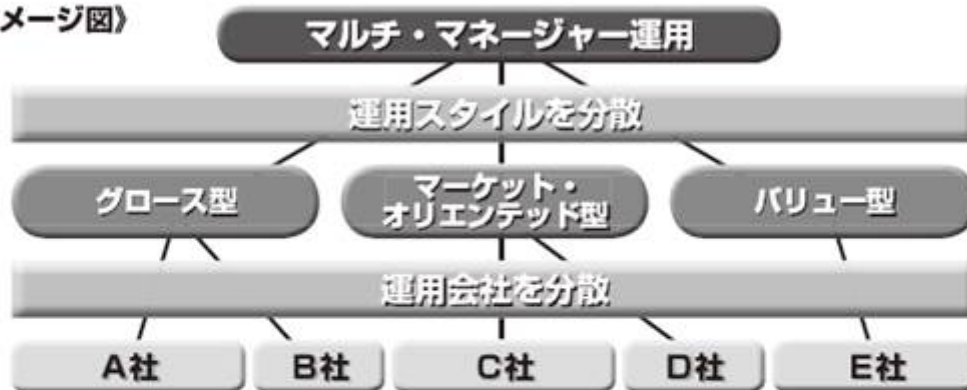 メージ図》
マルチ・マネージャー運用
運用スタイルを分散
グロース型
マーケット・
オリエンテッド型
バリュー型
運用会社を分散
A社
B社
C社
D社
E社